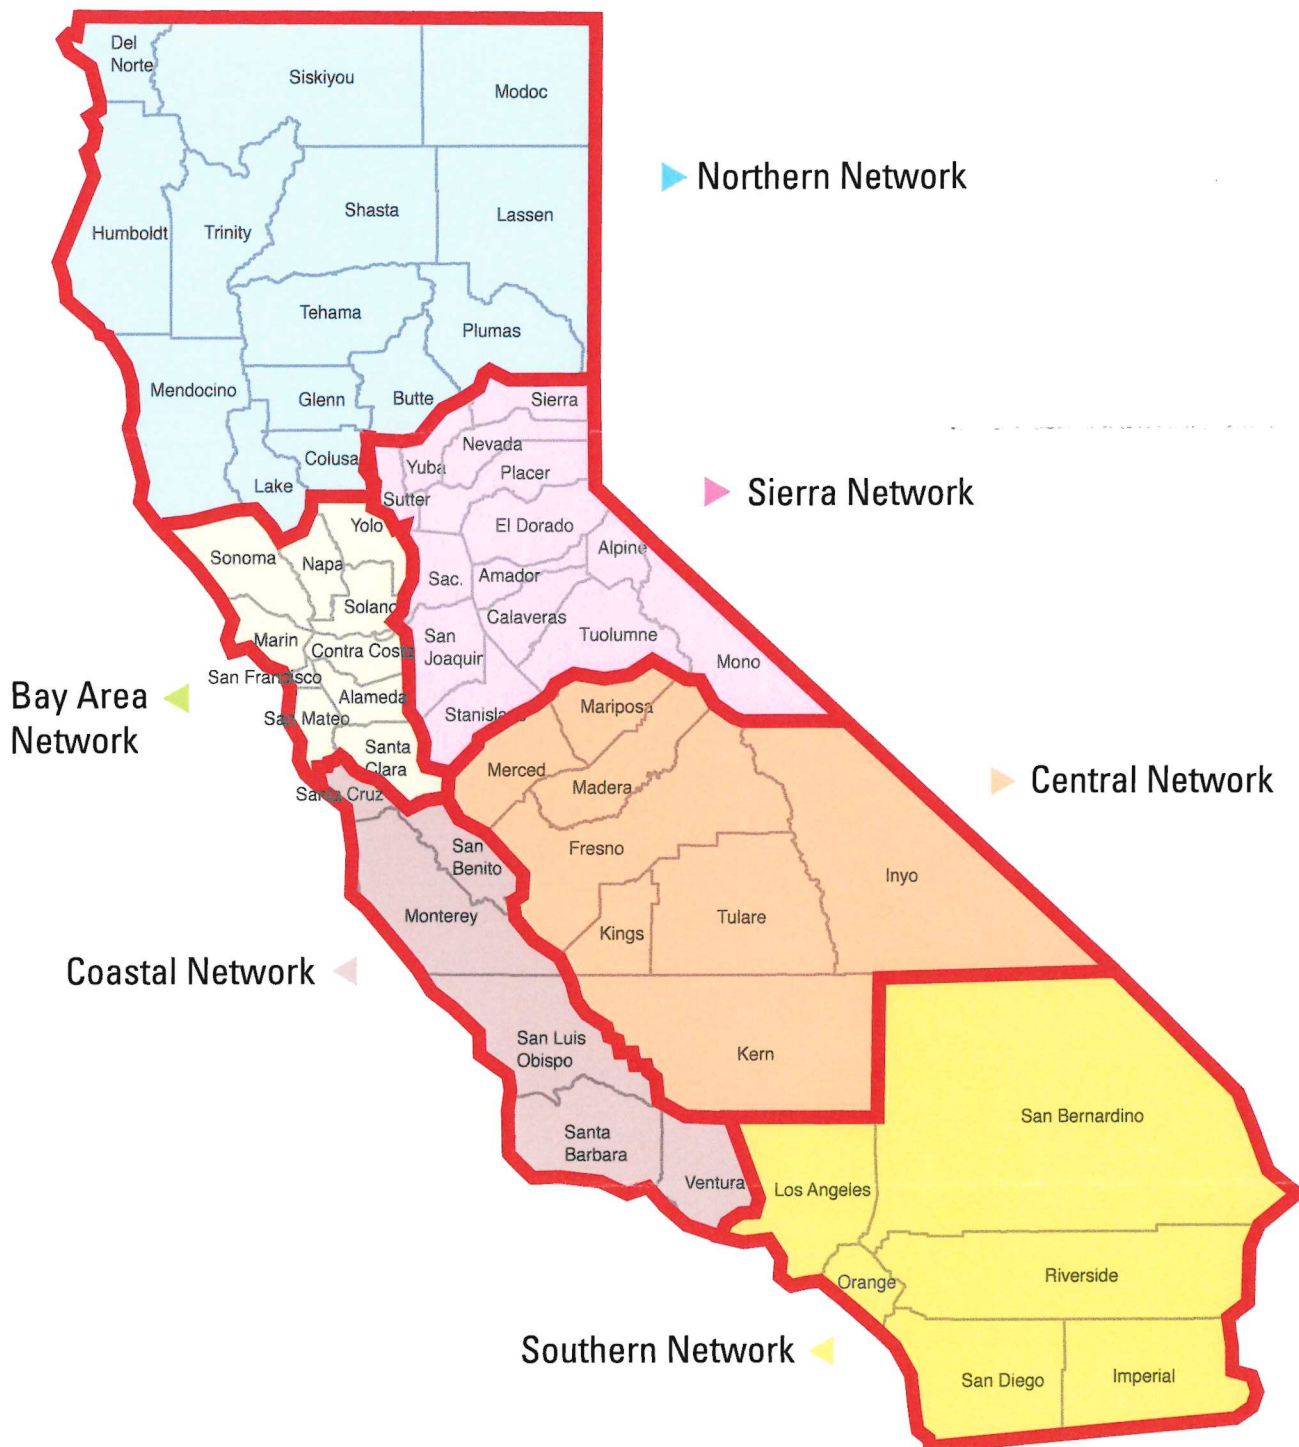 Del
Norte
Siskiyou
Modoc
Northern Network
Shasta
Lassen
Humboldt
Trinity
Tehama
Plumas
Mendocino
Glenn
Butte
Sierra
Nevada
Colusa
Yuba
Placer
Lake
Sutter
Sierra Network
Yolo
El Dorado
Sonoma
Napa
Alpine
Sac.
Amador
Solano
Calaveras
Marin
San
Joaquin
Tuolumne
Contra Costa
Mono
San Francisco
Bay Area
Network
Alameda
Mariposa
San Mateo
Stanislaus
Santa
Clara
Merced
Central Network
Madera
Santa Cruz
San
Benito
Fresno
Inyo
Monterey
Tulare
Kings
Coastal Network
San Luis
Obispo
Kern
San Bernardino
Santa
Barbara
Ventura
Los Angeles
Orange
Riverside
Southern Network
San Diego
Imperial